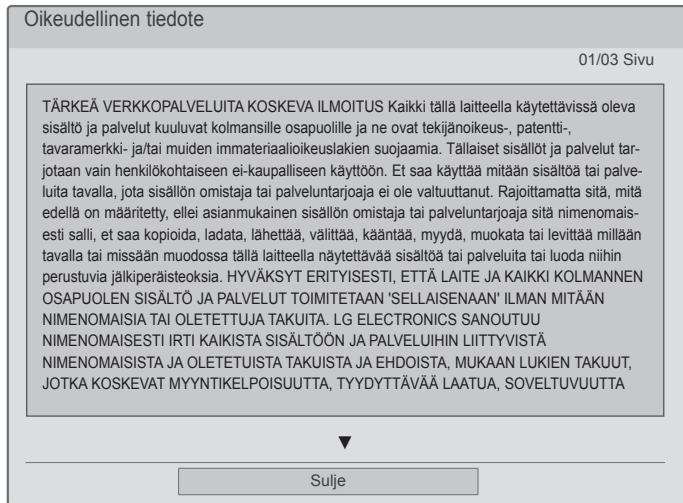 Oikeudellinen tiedote
01/03 Sivu
TÄRKEÄ VERKKOPALVELUITA KOSKEVA ILMOITUS Kaikki tällä laitteella käytettävissä oleva
sisältö ja palvelut kuuluvat kolmansille osapuolille ja ne ovat tekijänoikeus-, patentti-,
tavaramerkki- ja/tai muiden immateriaalioikeuslakien suojaamia. Tällaiset sisällöt ja palvelut tar-
jotaan vain henkilökohtaiseen ei-kaupalliseen käyttöön. Et saa käyttää mitään sisältöä tai palve-
luita tavalla, jota sisällön omistaja tai palveluntarjoaja ei ole valtuuttanut. Rajoittamatta sitä, mitä
edellä on määritetty, ellei asianmukainen sisällön omistaja tai palveluntarjoaja sitä nimenomais-
esti salli, et saa kopioida, ladata, lähettää, välittää, kääntää, myydä, muokata tai levittää millään
tavalla tai missään muodossa tällä laitteella näytettävää sisältöä tai palveluita tai luoda niihin
perustuvia jälkiperäisteoksia. HYVÄKSYT ERITYISESTI, ETTÄ LAITE JA KAIKKI KOLMANNEN
OSAPUOLEN SISÄLTÖ JA PALVELUT TOIMITETAAN 'SELLAISENAAN' ILMAN MITÄÄN
NIMENOMAISIA TAI OLETETTUJA TAKUITA. LG ELECTRONICS SANOUTUU
NIMENOMAISESTI IRTI KAIKISTA SISÄLTÖÖN JA PALVELUIHIN LIITTYVISTÄ
NIMENOMAISISTA JA OLETETUISTA TAKUISTA JA EHDOISTA, MUKAAN LUKIEN TAKUUT,
JOTKA KOSKEVAT MYYNTIKELPOISUUTTA, TYYDYTTÄVÄÄ LAATUA, SOVELTUVUUTTA
▼
Sulje